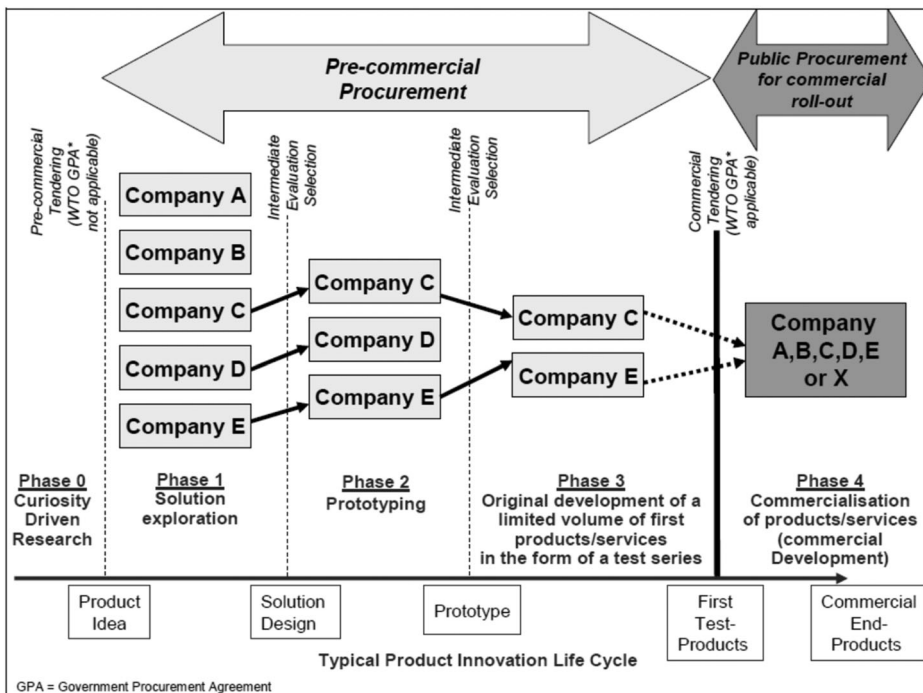 Pre-commercial
Procurement
Public Procurement
for commercial
roll-out
Pre-commercial
Tendering
(WTO GPA*
not applicable)
Intermediate
Evaluation
Selection
Intermediate
Evaluation
Selection
Commercial
Tendering
(WTO GPA*
applicable)
Company A
Company B
Company C
Company D
Company E
Company C
Company D
Company E
Company C
Company E
Company
A,B,C,D,E
or X
Phase 0
Curiosity
Driven
Research
Phase 1
Solution
exploration
Phase 2
Prototyping
Phase 3
Original development of a
limited volume of first
products/services
in the form of a test series
Phase 4
Commercialisation
of products/services
(commercial
Development)
Product
Idea
Solution
Design
Prototype
First
Test-
Products
Commercial
End-
Products
Typical Product Innovation Life Cycle
GPA = Government Procurement Agreement